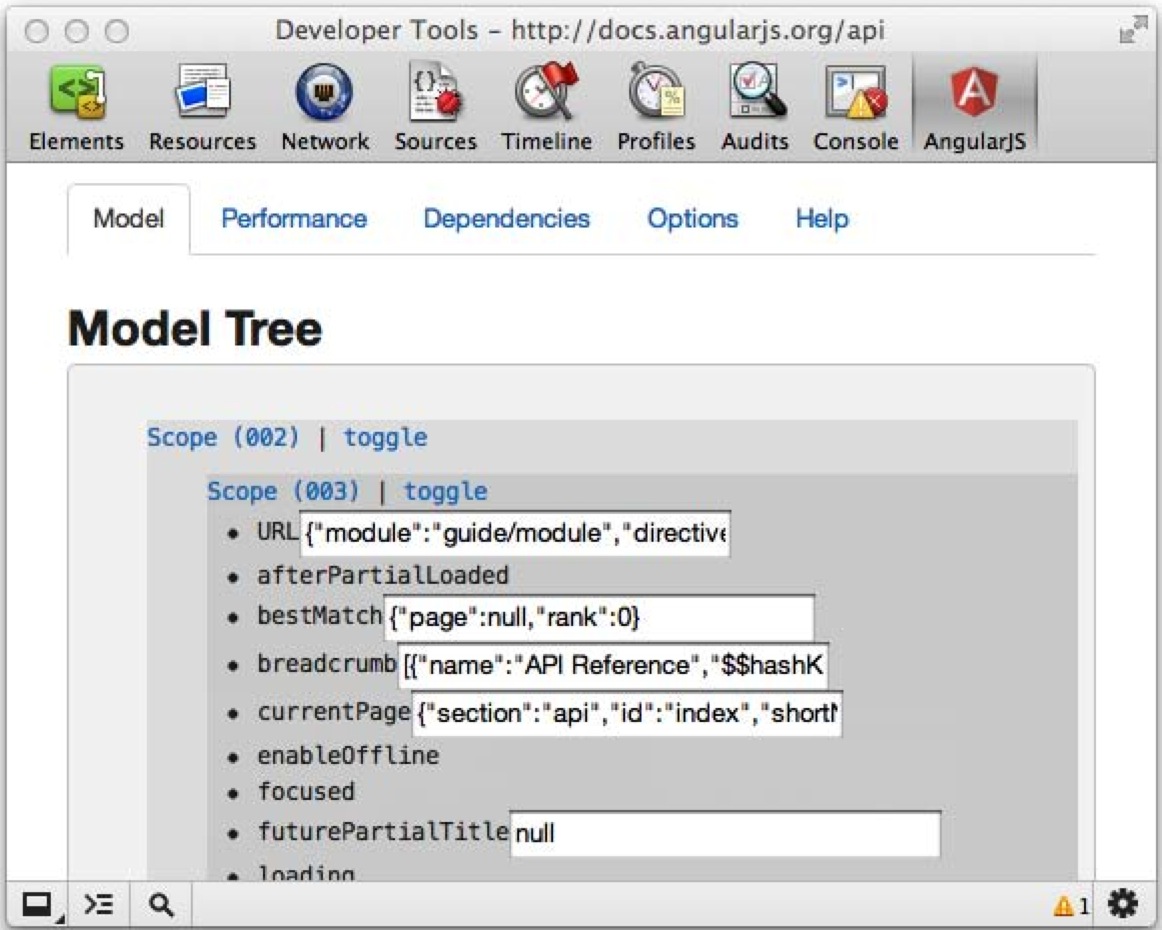 Developer Tools – http://docs.angularjs.org/api
Elements Resources Network Sources Timeline Profiles Audits Console AngularJS
Model Performance Dependencies Options Help
Model Tree
Scope (002) | toggle
Scope (003) | toggle
• URL {"module":"guide/module","directive
• afterPartialLoaded
• bestMatch {"page":null,"rank":0}
• breadcrumb [{"name":"API Reference","$$hashK
• currentPage {"section":"api","id":"index","short
• enableOffline
• focused
• futurePartialTitle null
• loading
1